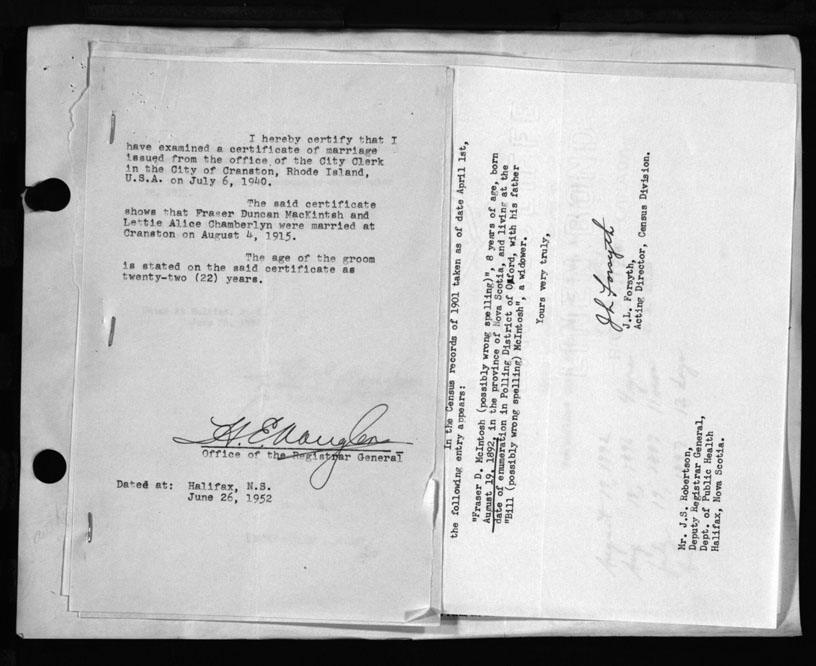 I hereby certify that I
have examined a certificate of marriage
issued from the office of the City Clerk
in the City of Cranston, Rhode Island,
U.S.A. on July 6, 1940.
The said certificate
shows that Fraser Duncan MacKintsh and
Lettie Alice Chamberlyn were married at
Cranston on August 4, 1915.
The age of the groom
is stated on the said certificate as
twenty-two (22) years.
Office of the Registrar General
Dated at: Halifax, N.S.
June 26, 1952
In the Census records of 1901 taken as of date April 1st,
the following entry appears:
"Fraser D. McIntosh (possibly wrong spelling)", 8 years of age, born
August 19, 1892, in the province of Nova Scotia, and living at the
date of enumeration in Polling District of Oxford, with his father
"Bill (possibly wrong spelling) McIntosh", a widower.
Yours very truly,
J L Forsyth
J.L. Forsyth,
Acting Director, Census Division.
Mr. J.S. Robertson,
Deputy Registrar General,
Dept. of Public Health
Halifax, Nova Scotia.